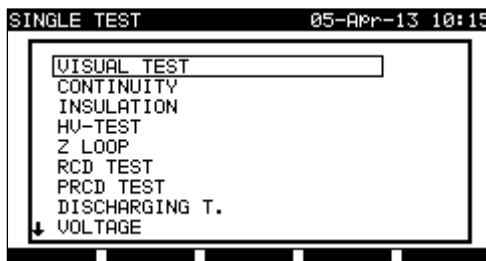 SINGLE TEST 05-Apr-13 10:15
VISUAL TEST
CONTINUITY
INSULATION
HV-TEST
Z LOOP
RCD TEST
PRCD TEST
DISCHARGING T.
VOLTAGE